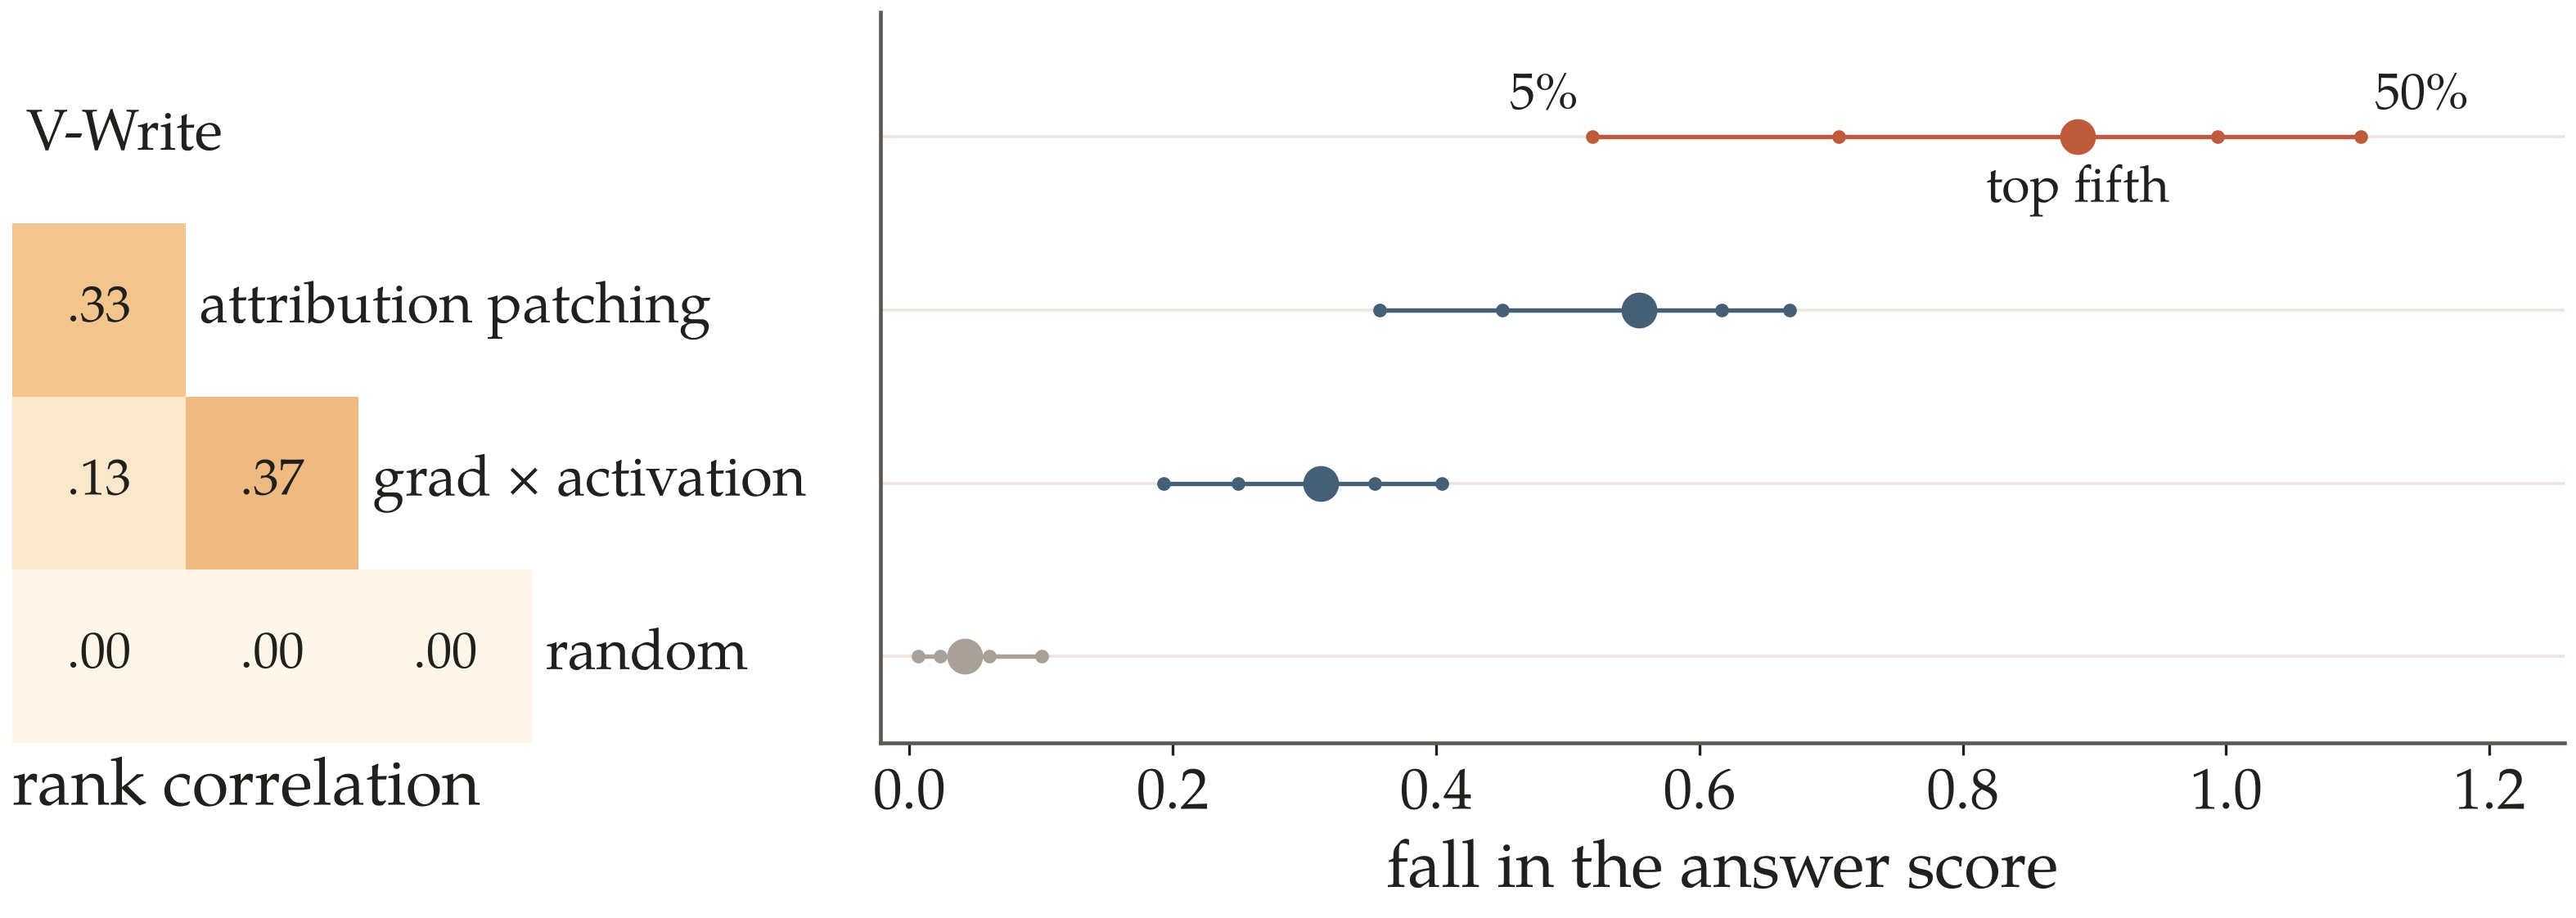 5%
50%
V-Write
top fifth
.33
attribution patching
.13
.37
grad × activation
.00
.00
.00
random
rank correlation
0.0
0.2
0.4
0.6
0.8
1.0
1.2
fall in the answer score